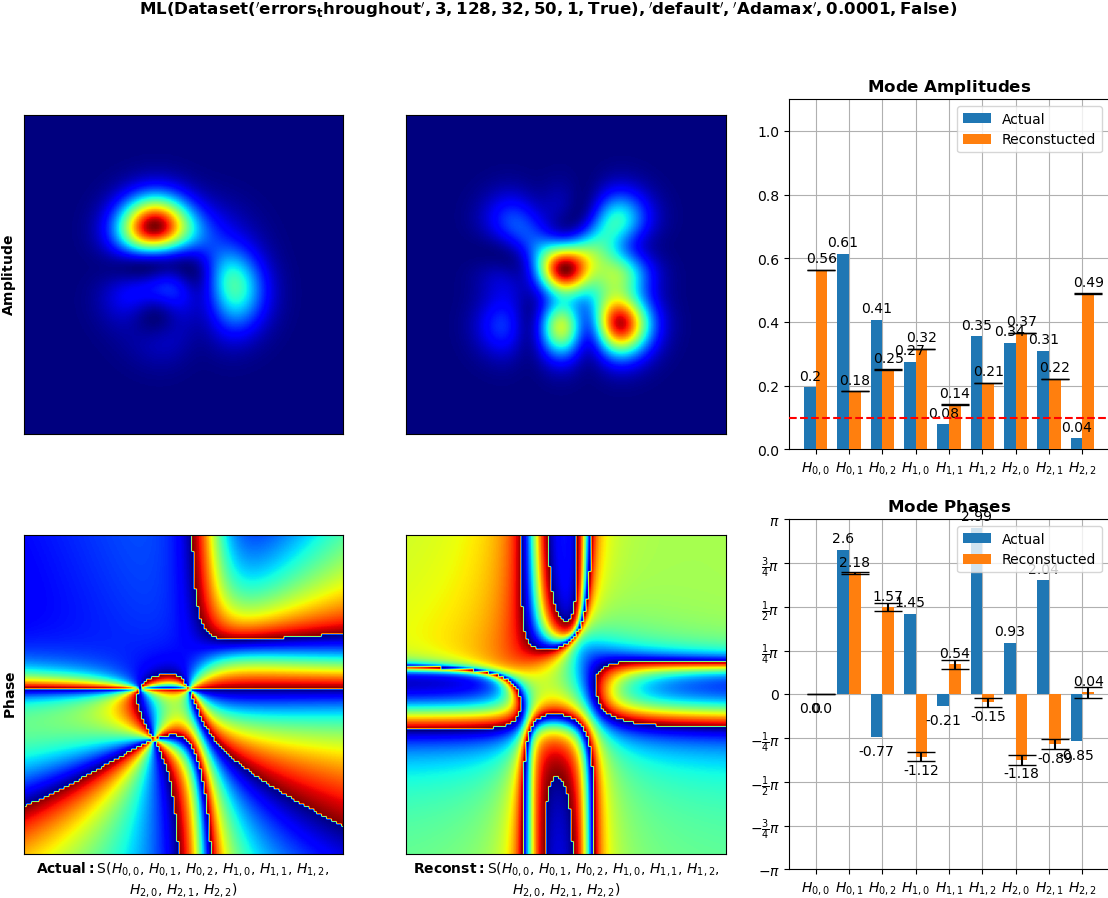 ML(Dataset('errors_throughout', 3, 128, 32, 50, 1, True), 'default', 'Adamax', 0.0001, False)
Amplitude
Mode Amplitudes
Actual
Reconstucted
1.0
0.8
0.6
0.4
0.2
0.0
0.2
0.56
0.61
0.18
0.41
0.25
0.27
0.32
0.08
0.14
0.35
0.21
0.34
0.37
0.31
0.22
0.04
0.49
H0,0 H0,1 H0,2 H1,0 H1,1 H1,2 H2,0 H2,1 H2,2
Phase
Actual: S(H0,0, H0,1, H0,2, H1,0, H1,1, H1,2,
H2,0, H2,1, H2,2)
Reconst: S(H0,0, H0,1, H0,2, H1,0, H1,1, H1,2,
H2,0, H2,1, H2,2)
Mode Phases
Actual
Reconstucted
π
3/4π
1/2π
1/4π
0
−1/4π
−1/2π
−3/4π
−π
0.0
0.0
2.6
2.18
-0.77
1.57
1.45
-1.12
-0.21
0.54
2.99
-0.15
0.93
-1.18
2.04
-0.89
-0.85
0.04
H0,0 H0,1 H0,2 H1,0 H1,1 H1,2 H2,0 H2,1 H2,2